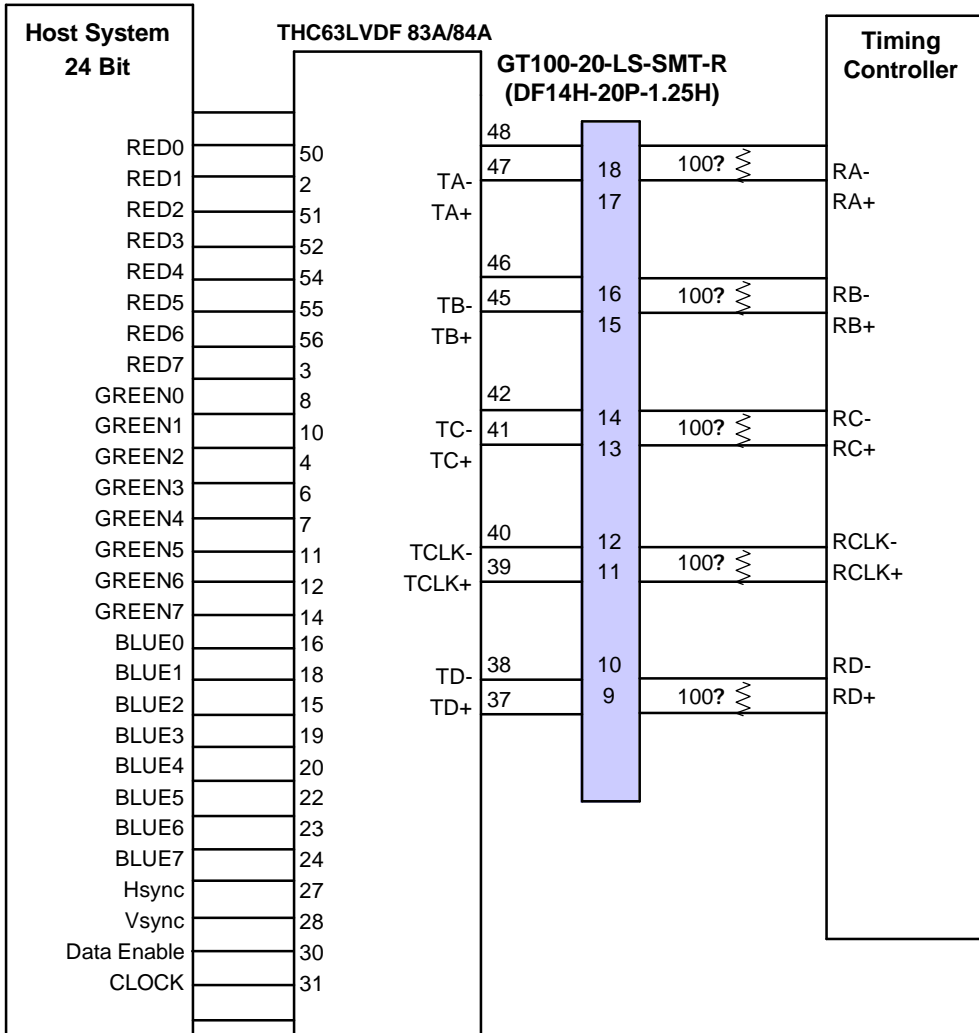 Host System
24 Bit
THC63LVDF 83A/84A
GT100-20-LS-SMT-R
(DF14H-20P-1.25H)
Timing
Controller
RED0 50
RED1 2
RED2 51
RED3 52
RED4 54
RED5 55
RED6 56
RED7 3
GREEN0 8
GREEN1 10
GREEN2 4
GREEN3 6
GREEN4 7
GREEN5 11
GREEN6 12
GREEN7 14
BLUE0 16
BLUE1 18
BLUE2 15
BLUE3 19
BLUE4 20
BLUE5 22
BLUE6 23
BLUE7 24
Hsync 27
Vsync 28
Data Enable 30
CLOCK 31
48
TA- 47 18 100? RA-
TA+ 17 RA+
46
TB- 45 16 100? RB-
TB+ 15 RB+
42
TC- 41 14 100? RC-
TC+ 13 RC+
40
TCLK- 12 RCLK-
39
TCLK+ 11 100? RCLK+
TD- 38 10 RD-
TD+ 37 9 100? RD+